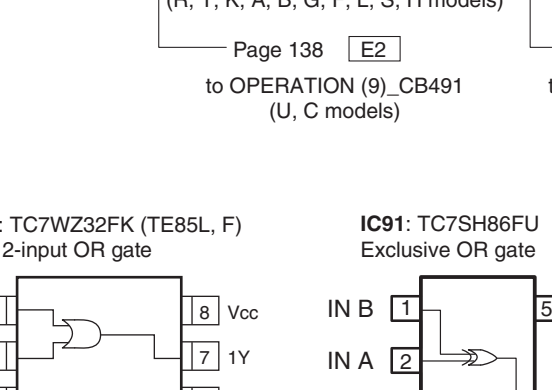 (R, T, K, A, B, G, F, L, S, H models)
Page 138 E2
to OPERATION (9)_CB491
(U, C models)
: TC7WZ32FK (TE85L, F)
2-input OR gate
8 Vcc
7 1Y
IC91: TC7SH86FU
Exclusive OR gate
IN B 1
5
IN A 2